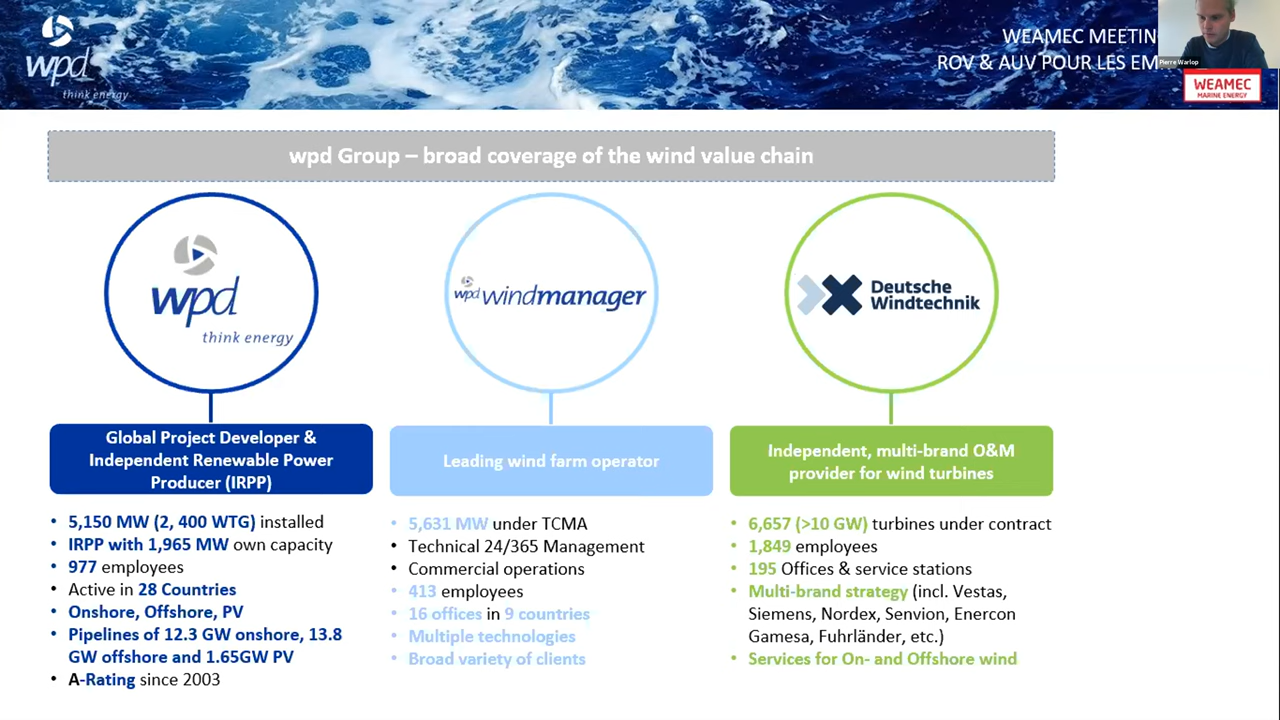 wpd
think energy
WEAMEC MEETIN
ROV & AUV POUR LES EM
Pierre Warlop
WEAMEC
MARINE ENERGY
wpd Group – broad coverage of the wind value chain
wpd
think energy
wpd windmanager
Deutsche
Windtechnik
Global Project Developer &
Independent Renewable Power
Producer (IRPP)
• 5,150 MW (2, 400 WTG) installed
• IRPP with 1,965 MW own capacity
• 977 employees
• Active in 28 Countries
• Onshore, Offshore, PV
• Pipelines of 12.3 GW onshore, 13.8
GW offshore and 1.65GW PV
• A-Rating since 2003
Leading wind farm operator
• 5,631 MW under TCMA
• Technical 24/365 Management
• Commercial operations
• 413 employees
• 16 offices in 9 countries
• Multiple technologies
• Broad variety of clients
Independent, multi-brand O&M
provider for wind turbines
• 6,657 (>10 GW) turbines under contract
• 1,849 employees
• 195 Offices & service stations
• Multi-brand strategy (incl. Vestas,
Siemens, Nordex, Senvion, Enercon
Gamesa, Fuhrländer, etc.)
• Services for On- and Offshore wind